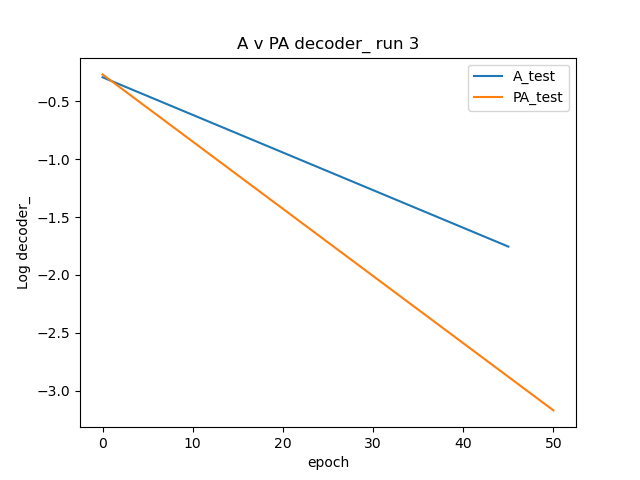 A v PA decoder_ run 3
A_test
PA_test
−0.5
−1.0
−1.5
−2.0
−2.5
−3.0
Log decoder_
0 10 20 30 40 50
epoch